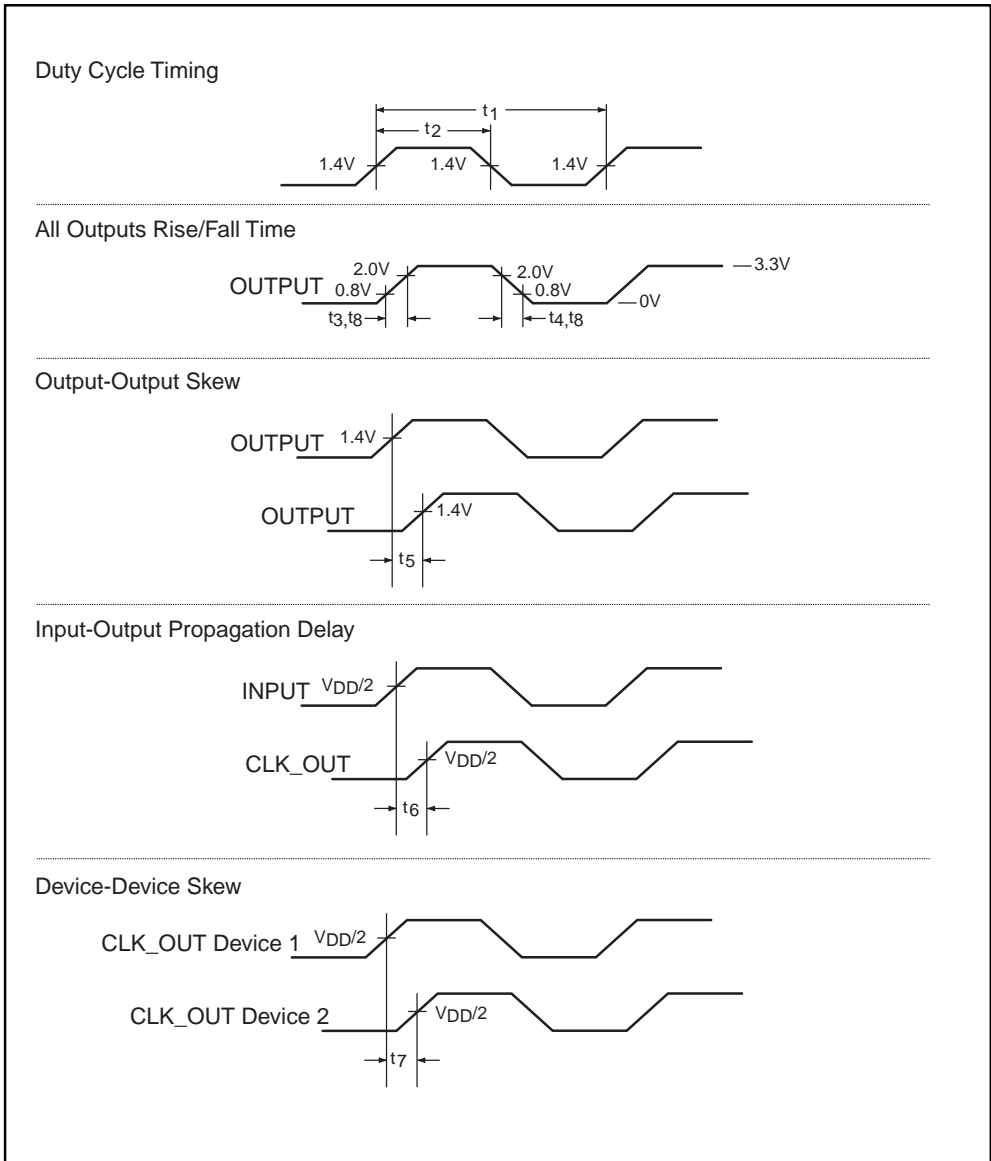 Duty Cycle Timing
t1
t2
1.4V 1.4V 1.4V
All Outputs Rise/Fall Time
OUTPUT 2.0V 2.0V 3.3V
0.8V 0.8V 0V
t3,t8 t4,t8
Output-Output Skew
OUTPUT 1.4V
OUTPUT 1.4V
t5
Input-Output Propagation Delay
INPUT VDD/2
CLK_OUT VDD/2
t6
Device-Device Skew
CLK_OUT Device 1 VDD/2
CLK_OUT Device 2 VDD/2
t7